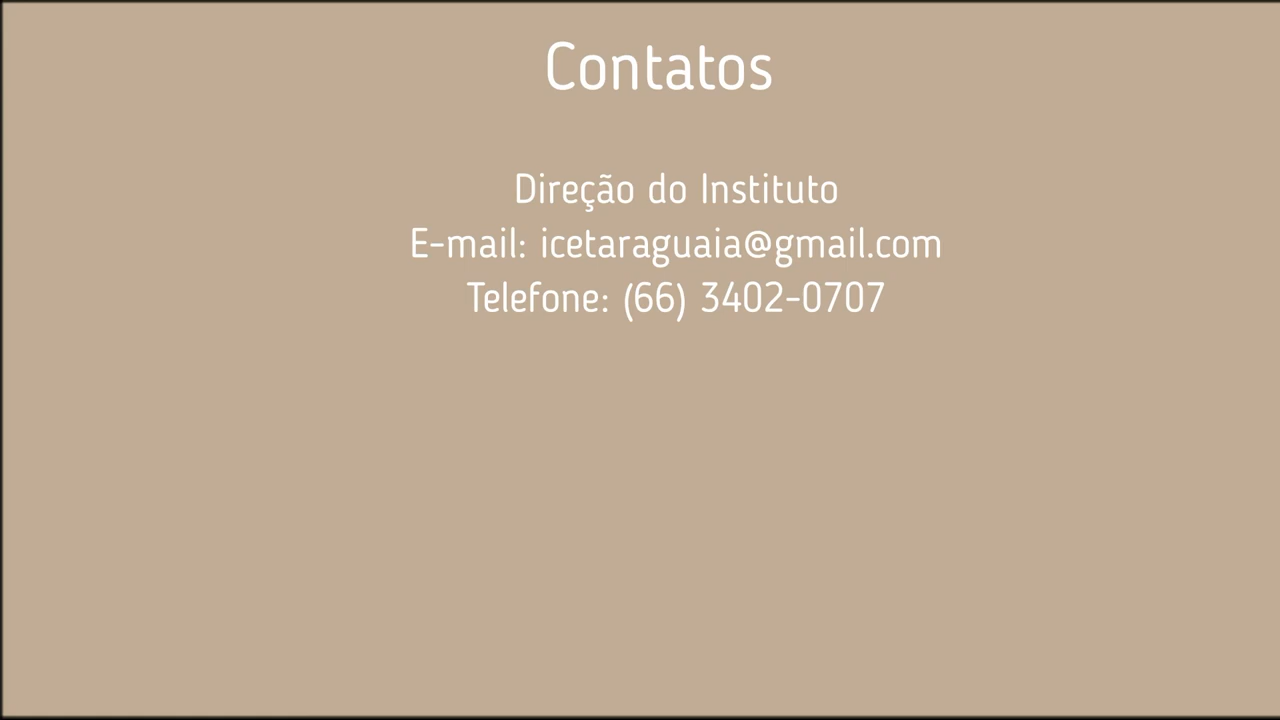 Contatos
Direção do Instituto
E-mail: icetaraguaia@gmail.com
Telefone: (66) 3402-0707